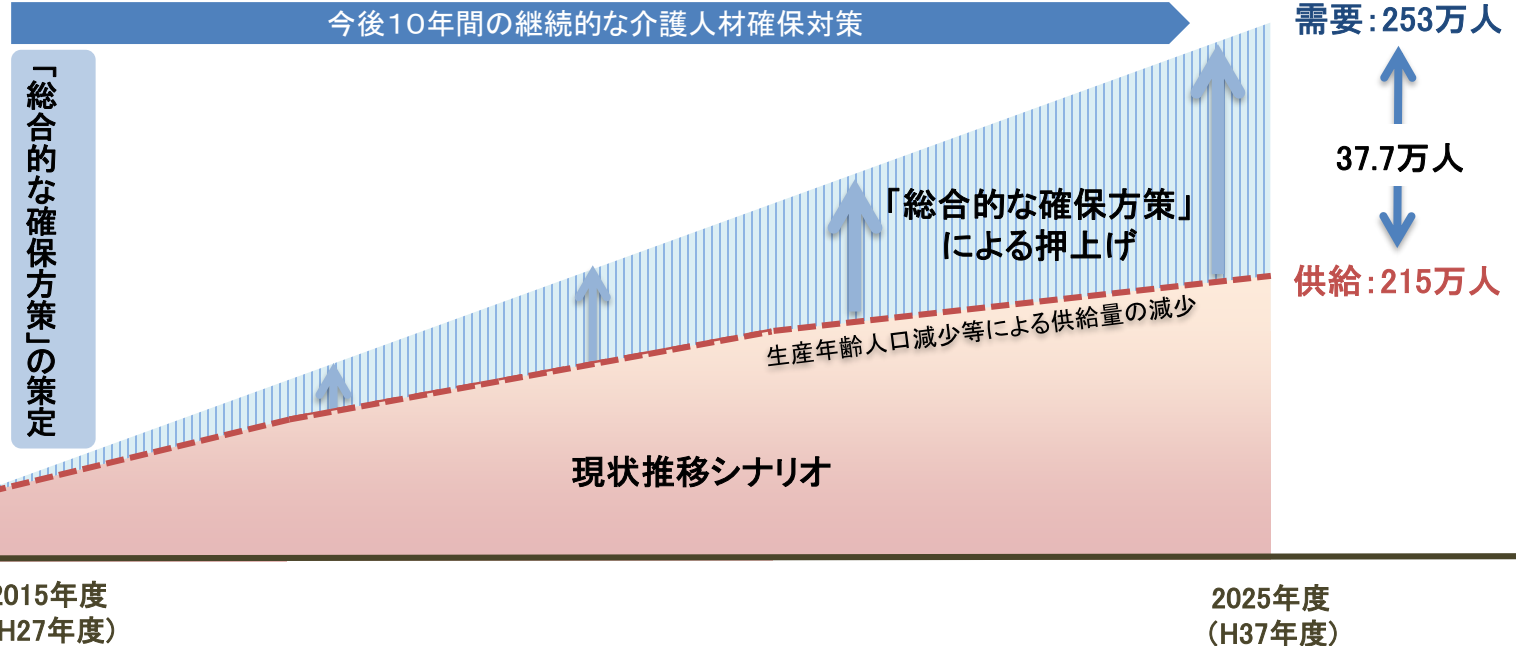 今後１０年間の継続的な介護人材確保対策
「総合的な確保方策」の策定
需要：253万人
37.7万人
供給：215万人
「総合的な確保方策」
による押上げ
生産年齢人口減少等による供給量の減少
現状推移シナリオ
2015年度
H27年度）
2025年度
（H37年度）